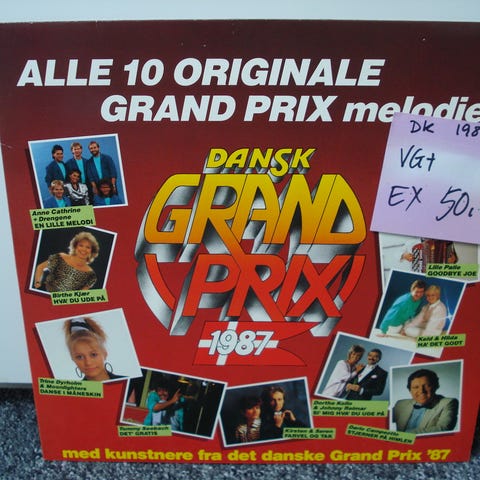 ALLE 10 ORIGINALE
GRAND PRIX melodie
DK 198
VG+
EX 50.
DANSK
GRAND
PRIX
1987
Anne Cathrine
+ Drengene
EN LILLE MELODI
Birthe Kjær
HVA' DU UDE PÅ
Trine Dyrholm
& Moonlighters
DANSE I MÅNESKIN
Tommy Seebach
DET' GRATIS
Kirsten & Søren
FARVEL OG TAK
Dorthe Kollo
& Johnny Reimar
SI' MIG HVA' DU UDE PÅ
Dario Campeotto
STJERNER PÅ HIMLEN
Keld & Hilda
HA' DET GODT
Lille Palle
GOODBYE JOE
med kunstnere fra det danske Grand Prix '87